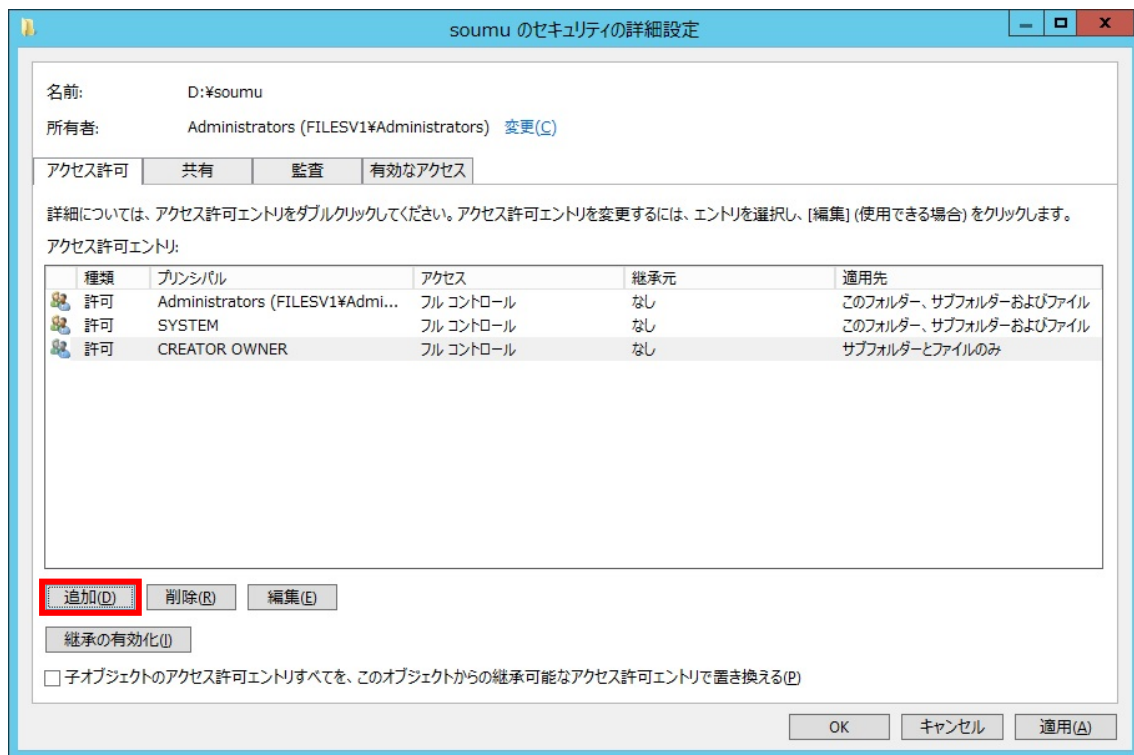 soumu のセキュリティの詳細設定
名前: D:¥soumu
所有者: Administrators (FILESV1¥Administrators) 変更(C)
アクセス許可 共有 監査 有効なアクセス
詳細については、アクセス許可エントリをダブルクリックしてください。アクセス許可エントリを変更するには、エントリを選択し、[編集] (使用できる場合) をクリックします。
アクセス許可エントリ:
種類 プリンシパル アクセス 継承元 適用先
許可 Administrators (FILESV1¥Admi... フル コントロール なし このフォルダー、サブフォルダーおよびファイル
許可 SYSTEM フル コントロール なし このフォルダー、サブフォルダーおよびファイル
許可 CREATOR OWNER フル コントロール なし サブフォルダーとファイルのみ
追加(D) 削除(R) 編集(E)
継承の有効化(I)
子オブジェクトのアクセス許可エントリすべてを、このオブジェクトからの継承可能なアクセス許可エントリで置き換える(P)
OK キャンセル 適用(A)